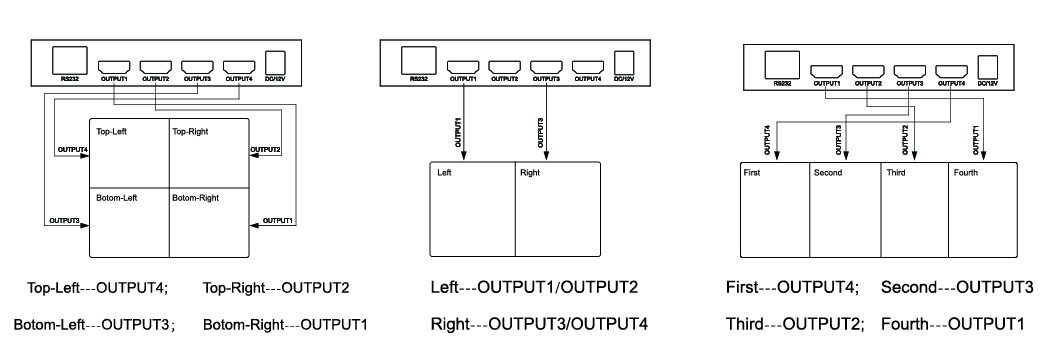 RS232 OUTPUT1 OUTPUT2 OUTPUT3 OUTPUT4 DC/12V
Top-Left Top-Right
OUTPUT4 OUTPUT2
Botom-Left Botom-Right
OUTPUT3 OUTPUT1
Top-Left---OUTPUT4; Top-Right---OUTPUT2
Botom-Left---OUTPUT3; Botom-Right---OUTPUT1
RS232 OUTPUT1 OUTPUT2 OUTPUT3 OUTPUT4 DC/12V
OUTPUT1 OUTPUT3
Left Right
Left---OUTPUT1/OUTPUT2
Right---OUTPUT3/OUTPUT4
RS232 OUTPUT1 OUTPUT2 OUTPUT3 OUTPUT4 DC/12V
OUTPUT4 OUTPUT3 OUTPUT2 OUTPUT1
First Second Third Fourth
First---OUTPUT4; Second---OUTPUT3
Third---OUTPUT2; Fourth---OUTPUT1